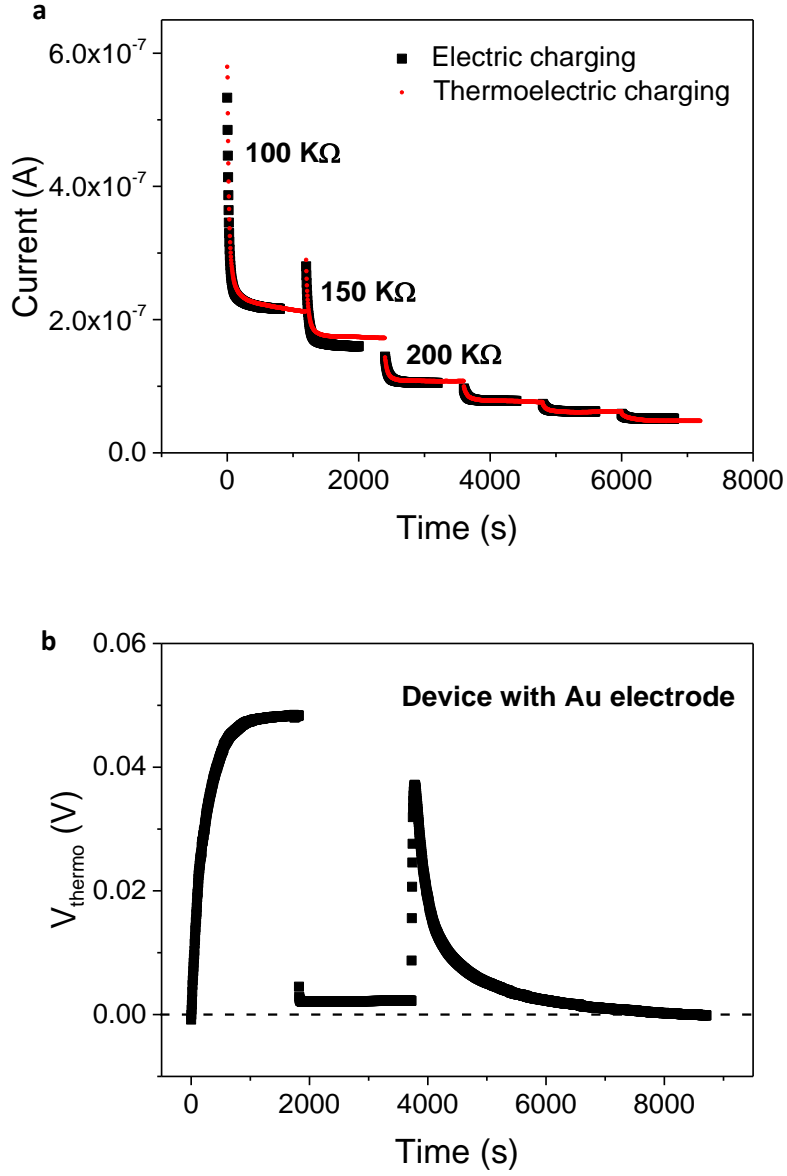 a
6.0x10-7
4.0x10-7
2.0x10-7
0.0
Current (A)
Electric charging
Thermoelectric charging
100 KΩ
150 KΩ
200 KΩ
0 2000 4000 6000 8000
Time (s)
b
0.06
0.04
0.02
0.00
Vthermo (V)
Device with Au electrode
0 2000 4000 6000 8000
Time (s)